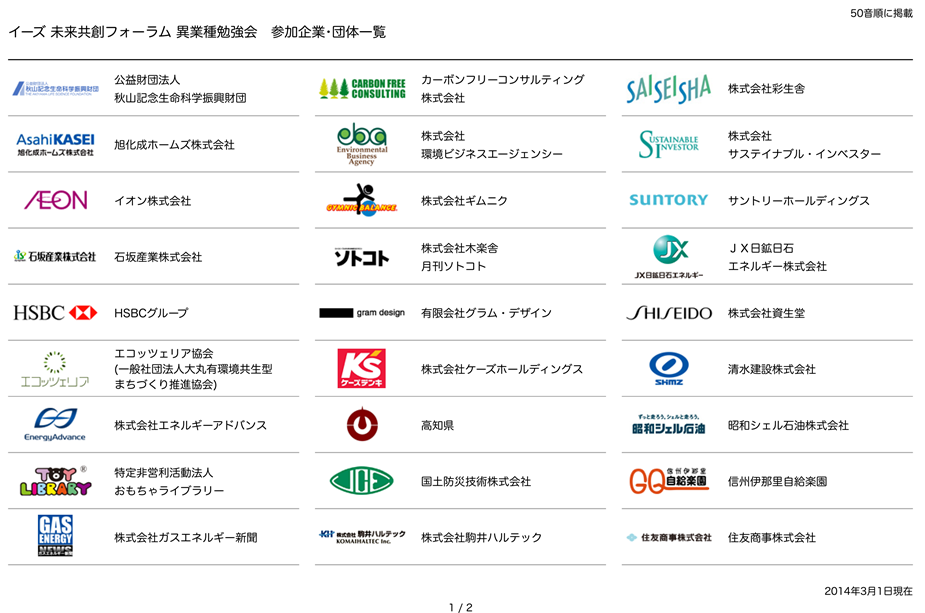 50音順に掲載
イーズ 未来共創フォーラム 異業種勉強会　参加企業・団体一覧
公益財団法人
秋山記念生命科学振興財団
公益財団法人
秋山記念生命科学振興財団
CARBON FREE
CONSULTING
カーボンフリーコンサルティング
株式会社
SAISEISHA
株式会社彩生舎
AsahiKASEI
旭化成ホームズ株式会社
旭化成ホームズ株式会社
eba
Environmental
Business
Agency
株式会社
環境ビジネスエージェンシー
SUSTAINABLE
INVESTOR
株式会社
サステイナブル・インベスター
ÆON
イオン株式会社
GYMNIC BALANCE
株式会社ギムニク
SUNTORY
サントリーホールディングス
石坂産業株式会社
石坂産業株式会社
ソトコト
株式会社木楽舎
月刊ソトコト
JX
JX日鉱日石エネルギー
ＪＸ日鉱日石
エネルギー株式会社
HSBC
HSBCグループ
gram design
有限会社グラム・デザイン
SHISEIDO
株式会社資生堂
エコッツェリア
エコッツェリア協会
(一般社団法人大丸有環境共生型
まちづくり推進協会)
K's
ケーズデンキ
株式会社ケーズホールディングス
SHMZ
清水建設株式会社
EnergyAdvance
株式会社エネルギーアドバンス
高知県
ずっと走ろう、シェルと走ろう。
昭和シェル石油
昭和シェル石油株式会社
TOY
LIBRARY
特定非営利活動法人
おもちゃライブラリー
JCE
国土防災技術株式会社
GQ
信州伊那里
自給楽園
信州伊那里自給楽園
GAS
ENERGY
NEWS
ガスエネルギー新聞
株式会社ガスエネルギー新聞
KH 株式会社 駒井ハルテック
KOMAIHALTEC Inc.
株式会社駒井ハルテック
住友商事株式会社
住友商事株式会社
2014年3月1日現在
1 / 2